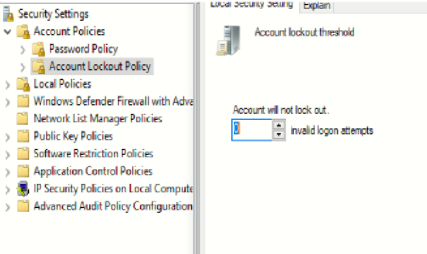 Security Settings
Account Policies
Password Policy
Account Lockout Policy
Local Policies
Windows Defender Firewall with Adva
Network List Manager Policies
Public Key Policies
Software Restriction Policies
Application Control Policies
IP Security Policies on Local Compute
Advanced Audit Policy Configuration
Local Security Setting Explain
Account lockout threshold
Account will not lock out.
0 invalid logon attempts